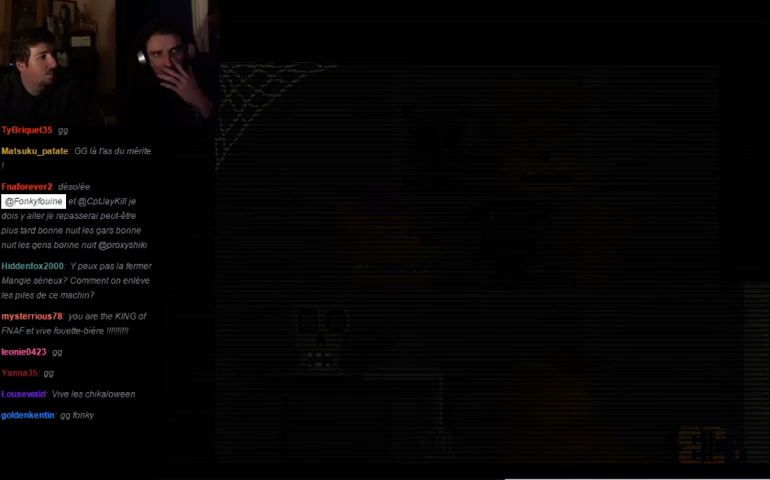 TyBriquet35: gg
Matsuku_patate: GG là t'as du mérite
!
Fnaforever2: désolée
@Fonkyfouine et @CptJayKill je
dois y aller je repasserai peut-être
plus tard bonne nuit les gars bonne
nuit les gens bonne nuit @proxyshiki
Hiddenfox2000: Y peux pas la fermer
Mangle sérieux? Comment on enlève
les piles de ce machin?
mysterrious78: you are the KING of
FNAF et vive fouette-bière !!!!!!!!!
leonie0423: gg
Yanna35: gg
Lousewald: Vive les chikaloween
goldenkentin: gg fonky